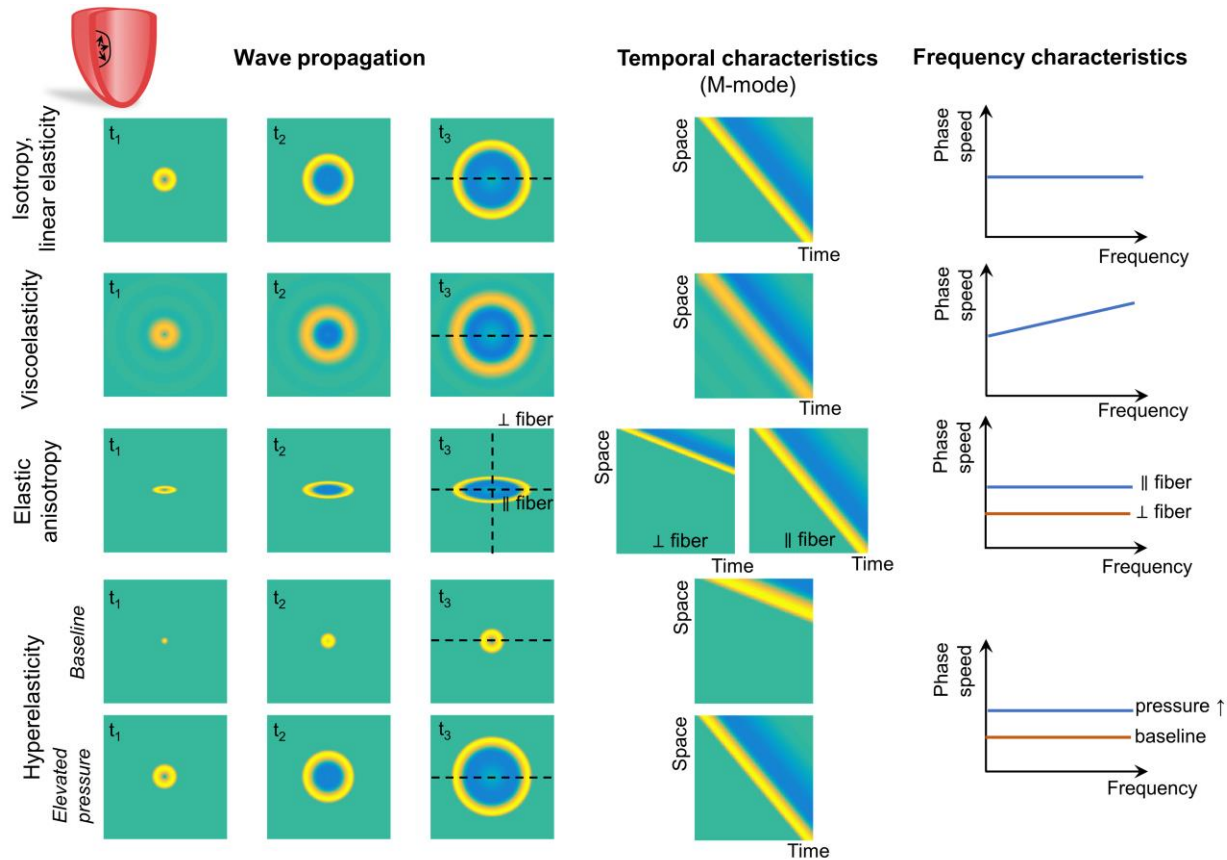 Wave propagation
Temporal characteristics
(M-mode)
Frequency characteristics
Isotropy,
linear elasticity
t1
t2
t3
Space
Time
Phase
speed
Frequency
Viscoelasticity
t1
t2
t3
Space
Time
Phase
speed
Frequency
Elastic
anisotropy
t1
t2
t3
⊥ fiber
|| fiber
Space
⊥ fiber
Time
|| fiber
Time
Phase
speed
|| fiber
⊥ fiber
Frequency
Hyperelasticity
Baseline
t1
t2
t3
Space
Elevated
pressure
t1
t2
t3
Space
Time
Phase
speed
pressure ↑
baseline
Frequency